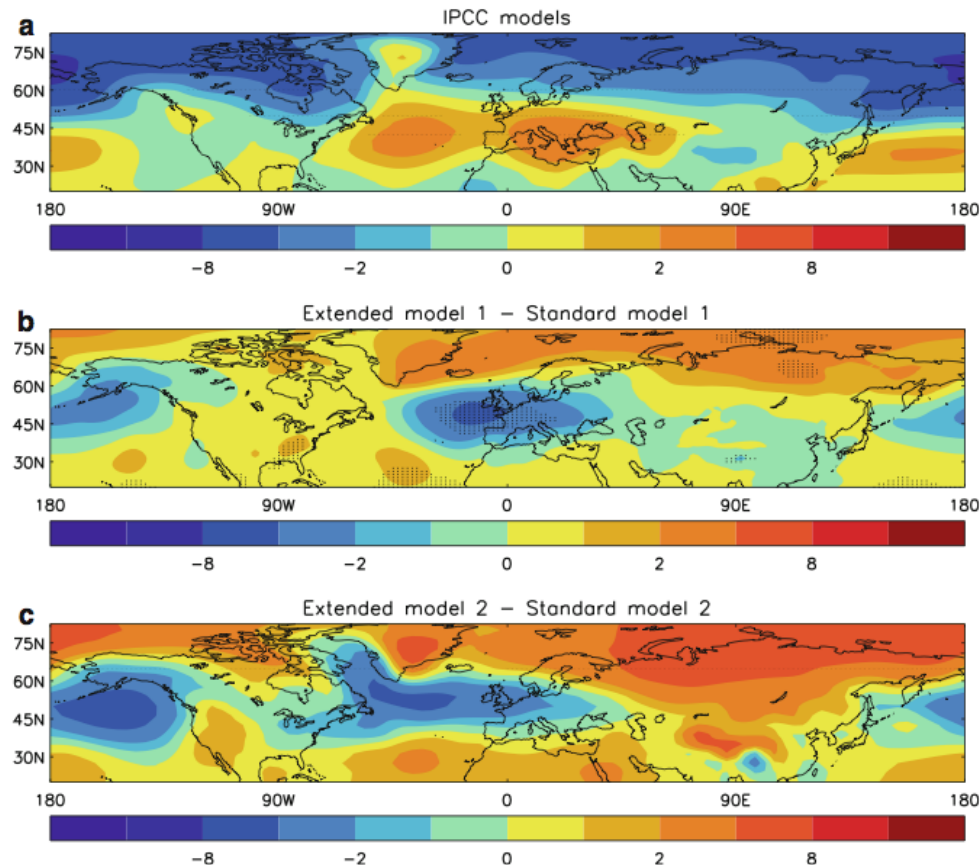 a
IPCC models
75N
60N
45N
30N
180 90W 0 90E 180
-8 -2 0 2 8
b
Extended model 1 - Standard model 1
75N
60N
45N
30N
180 90W 0 90E 180
-8 -2 0 2 8
c
Extended model 2 - Standard model 2
75N
60N
45N
30N
180 90W 0 90E 180
-8 -2 0 2 8